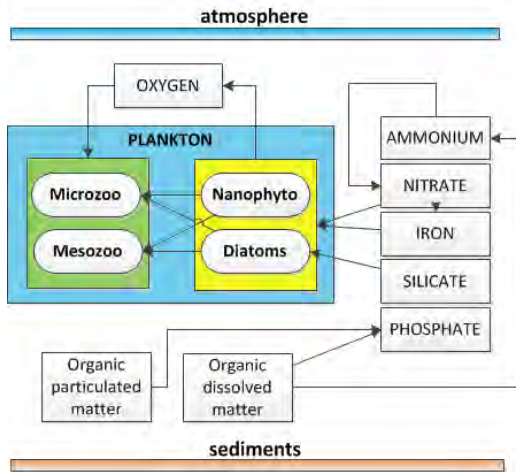 atmosphere
OXYGEN
PLANKTON
AMMONIUM
Microzoo
Nanophyto
NITRATE
Mesozoo
Diatoms
IRON
SILICATE
PHOSPHATE
Organic
particulated
matter
Organic
dissolved
matter
sediments